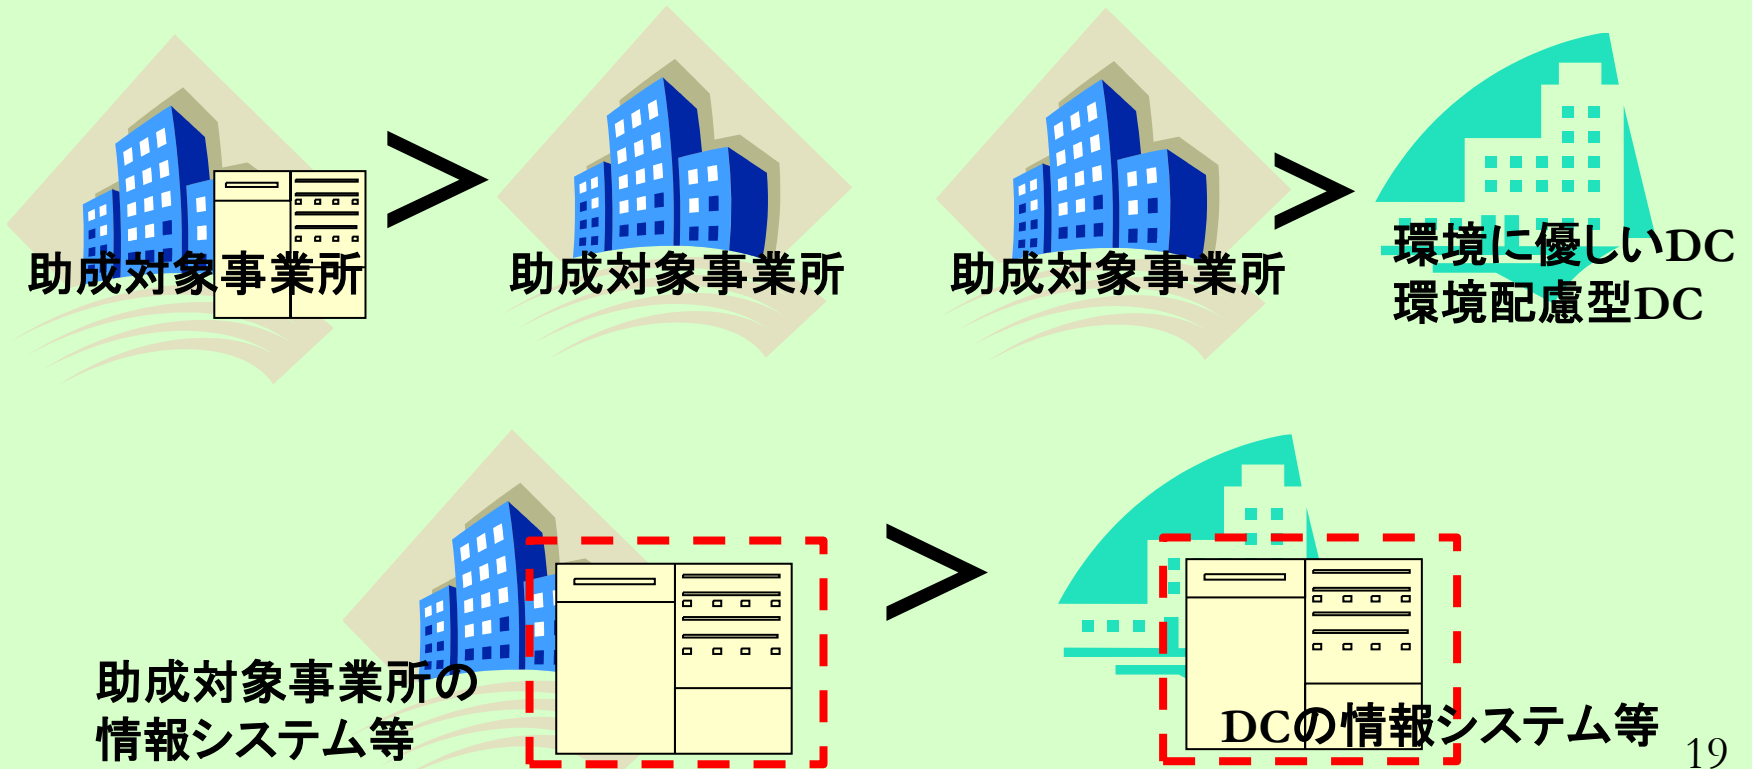 助成対象事業所
>
助成対象事業所
助成対象事業所
>
環境に優しいDC
環境配慮型DC
助成対象事業所の
情報システム等
>
DCの情報システム等
19